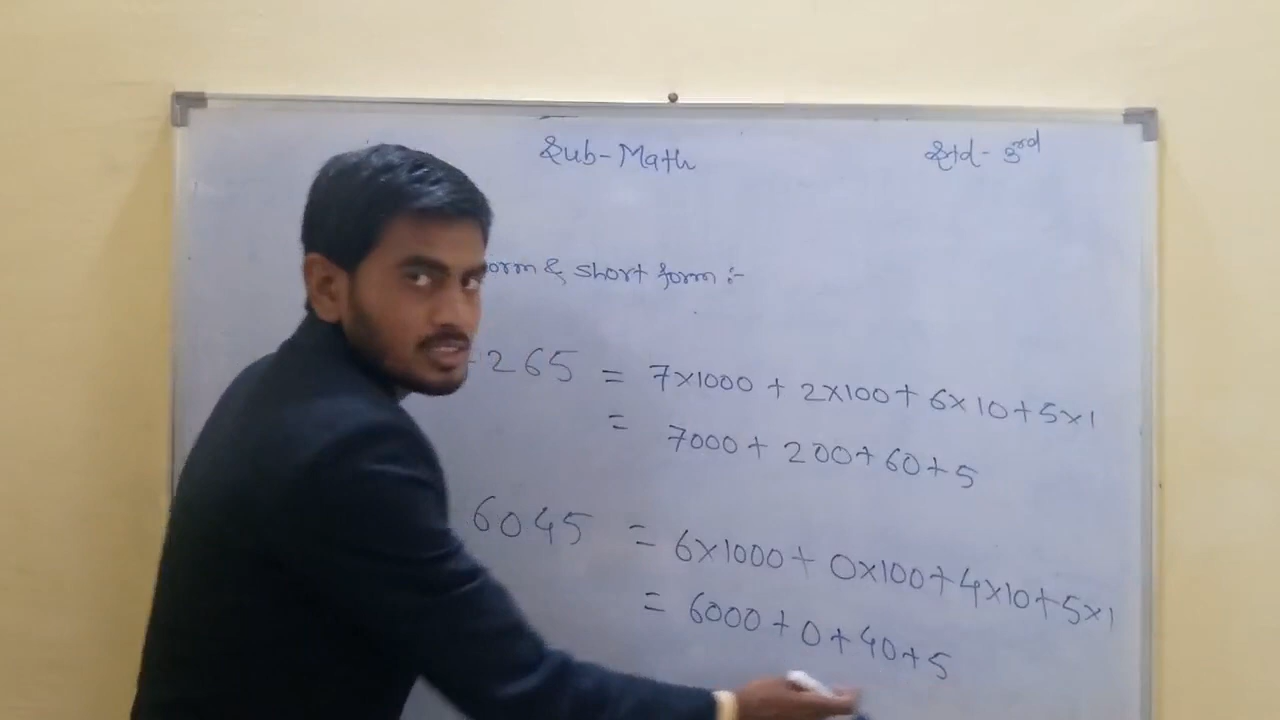 Sub-Math
Std- 3rd
orm & short form :-
265 = 7×1000 + 2×100 + 6×10 + 5×1
= 7000 + 200 + 60 + 5
6045 = 6×1000 + 0×100 + 4×10 + 5×1
= 6000 + 0 + 40 + 5